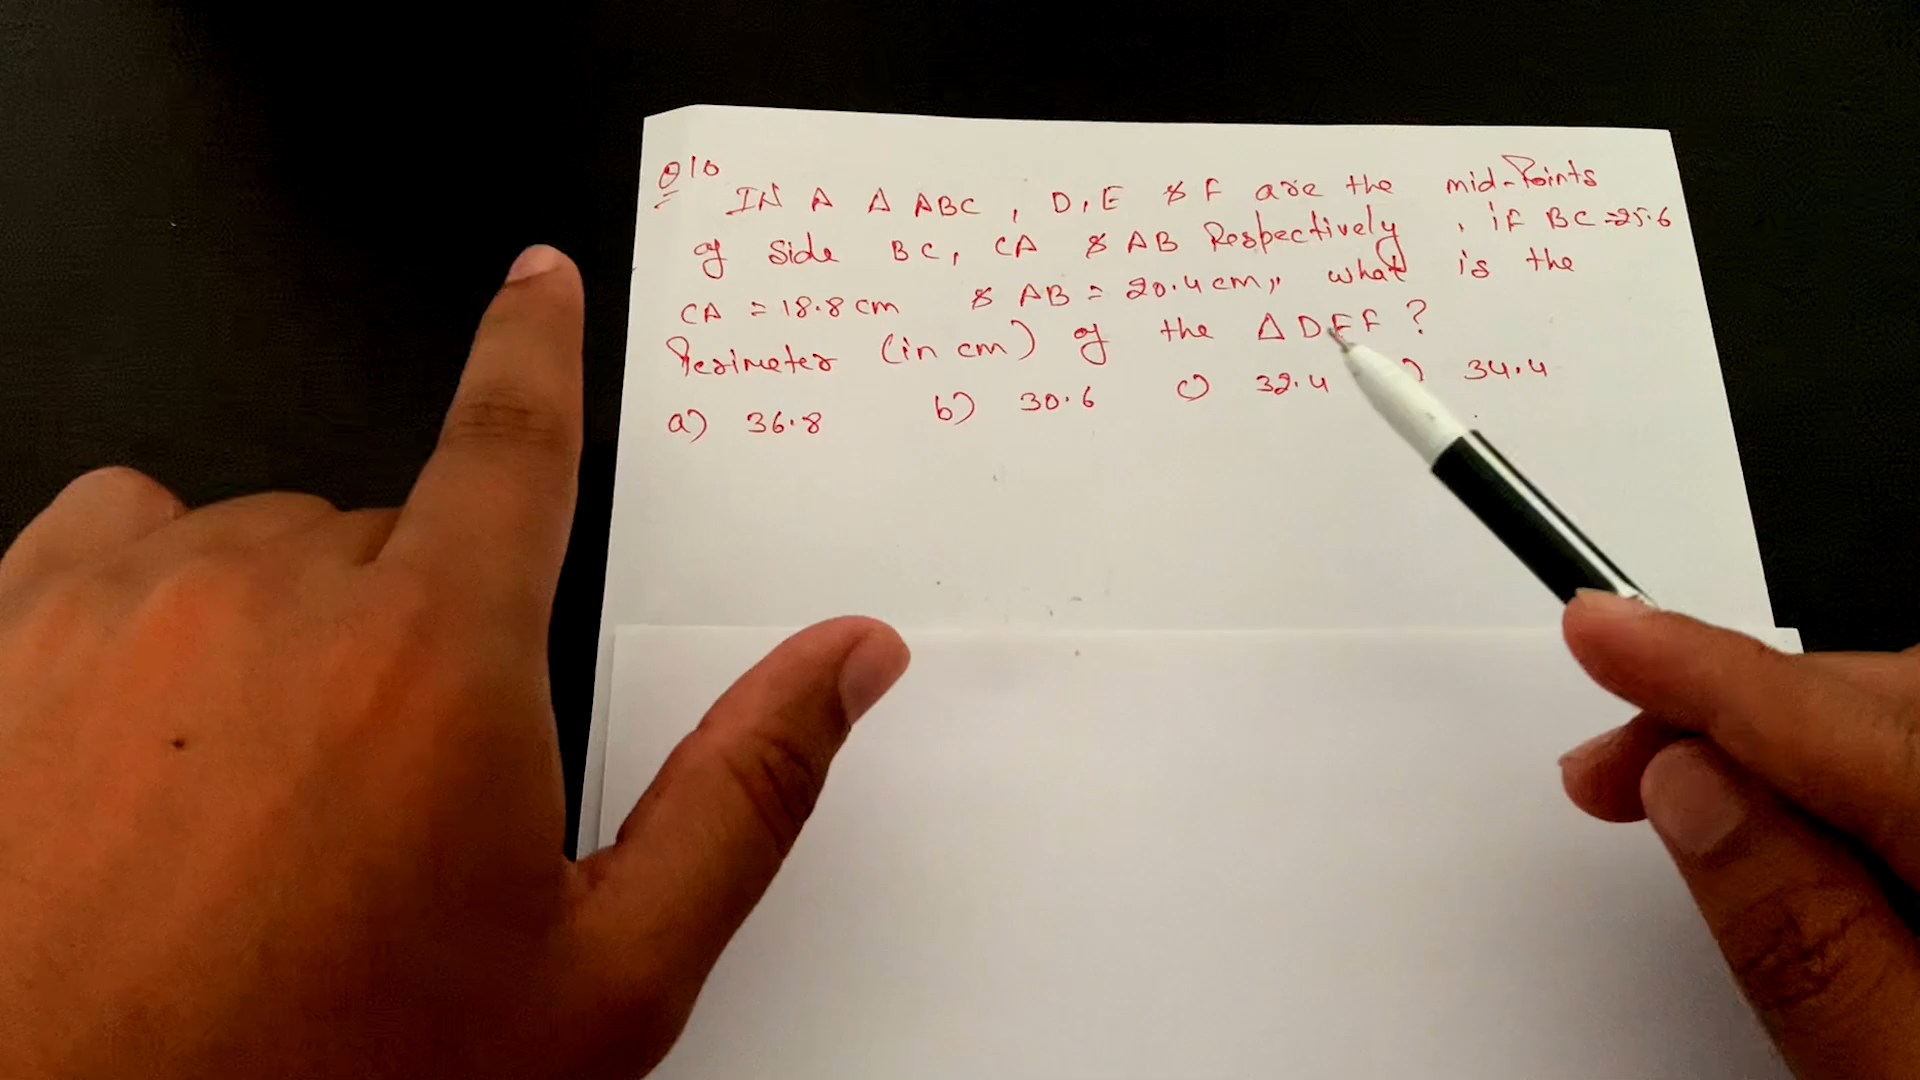 Q10
IN A Δ ABC, D, E & F are the mid-Points
of side BC, CA & AB Respectively, if BC=25.6
CA = 18.8 cm & AB = 20.4 cm, what is the
Perimeter (in cm) of the Δ DEF ?
a) 36.8 b) 30.6 c) 32.4 ) 34.4